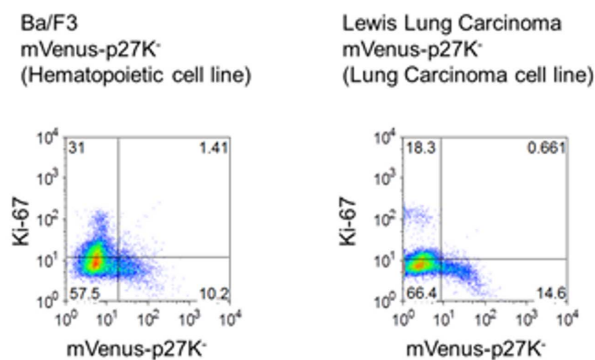 Ba/F3
mVenus-p27K-
(Hematopoietic cell line)
Lewis Lung Carcinoma
mVenus-p27K-
(Lung Carcinoma cell line)
10⁴
10³
10²
10¹
10⁰
Ki-67
31
1.41
57.5
10.2
10⁰ 10¹ 10² 10³ 10⁴
mVenus-p27K-
10⁴
10³
10²
10¹
10⁰
Ki-67
18.3
0.661
66.4
14.6
10⁰ 10¹ 10² 10³ 10⁴
mVenus-p27K-